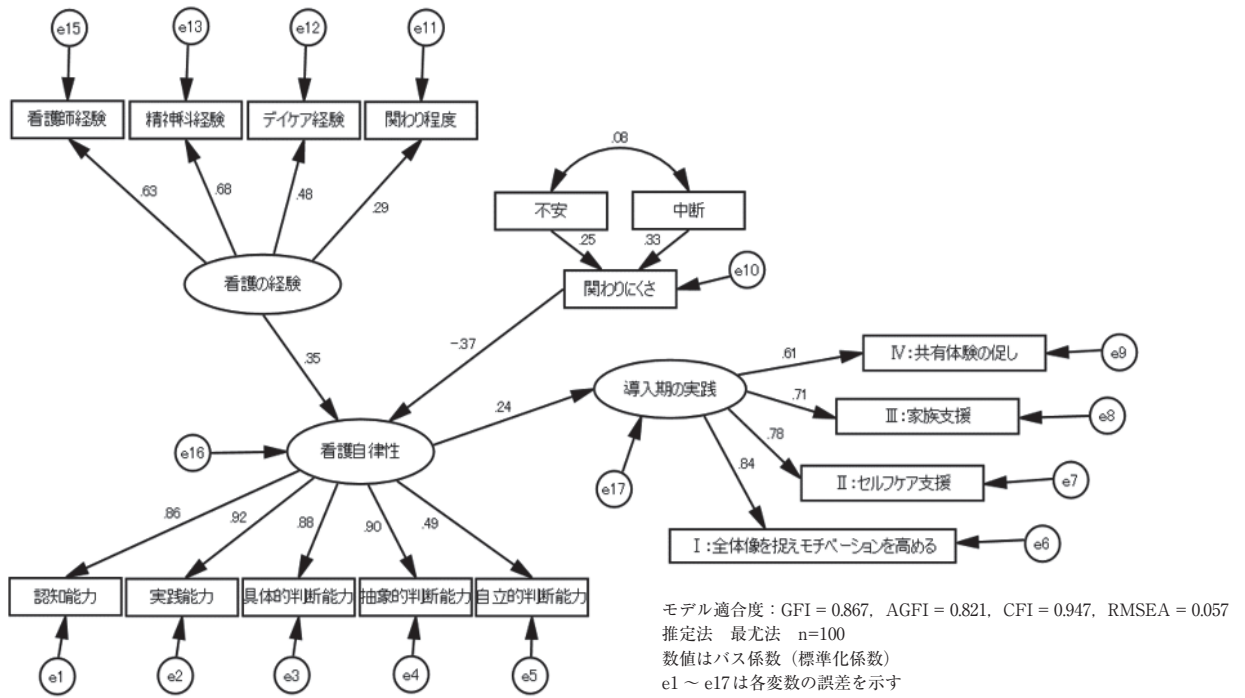 e15
e13
e12
e11
看護師経験
精神科経験
デイケア経験
関わり程度
.63
.68
.48
.29
看護の経験
.08
不安
中断
.25
.33
関わりにくさ
e10
.35
-.37
看護自律性
e16
.24
導入期の実践
e17
.61
.71
.78
.84
Ⅳ:共有体験の促し
e9
Ⅲ:家族支援
e8
Ⅱ:セルフケア支援
e7
Ⅰ:全体像を捉えモチベーションを高める
e6
.86
.92
.88
.90
.49
認知能力
実践能力
具体的判断能力
抽象的判断能力
自立的判断能力
e1
e2
e3
e4
e5
モデル適合度:GFI = 0.867, AGFI = 0.821, CFI = 0.947, RMSEA = 0.057
推定法 最尤法 n=100
数値はパス係数(標準化係数)
e1 ~ e17は各変数の誤差を示す